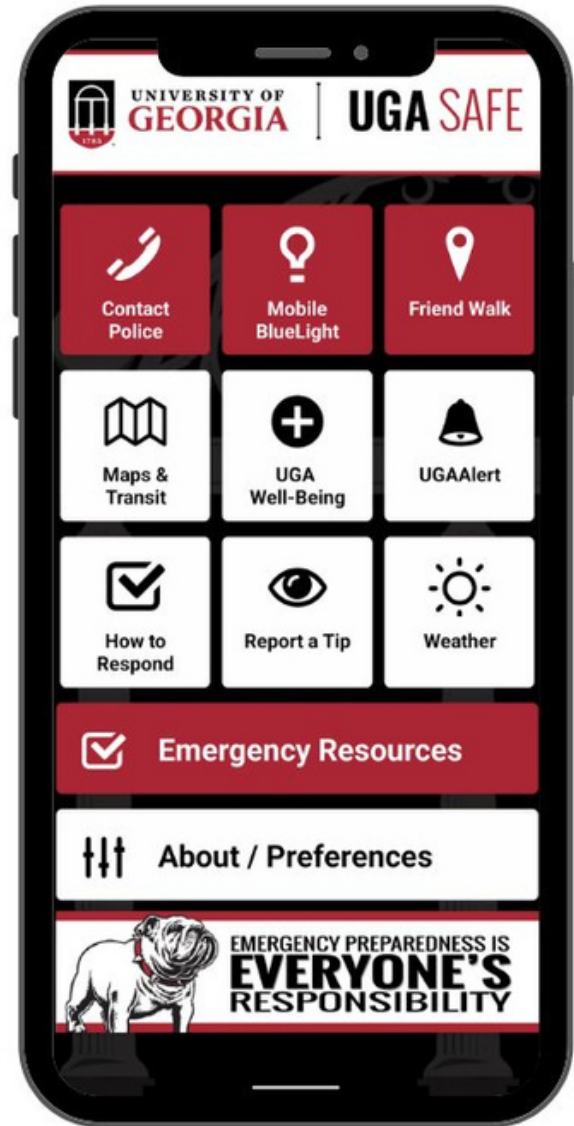 UNIVERSITY OF
GEORGIA
1785
UGA SAFE
Contact
Police
Mobile
BlueLight
Friend Walk
Maps &
Transit
UGA
Well-Being
UGAAlert
How to
Respond
Report a Tip
Weather
Emergency Resources
About / Preferences
EMERGENCY PREPAREDNESS IS
EVERYONE'S
RESPONSIBILITY